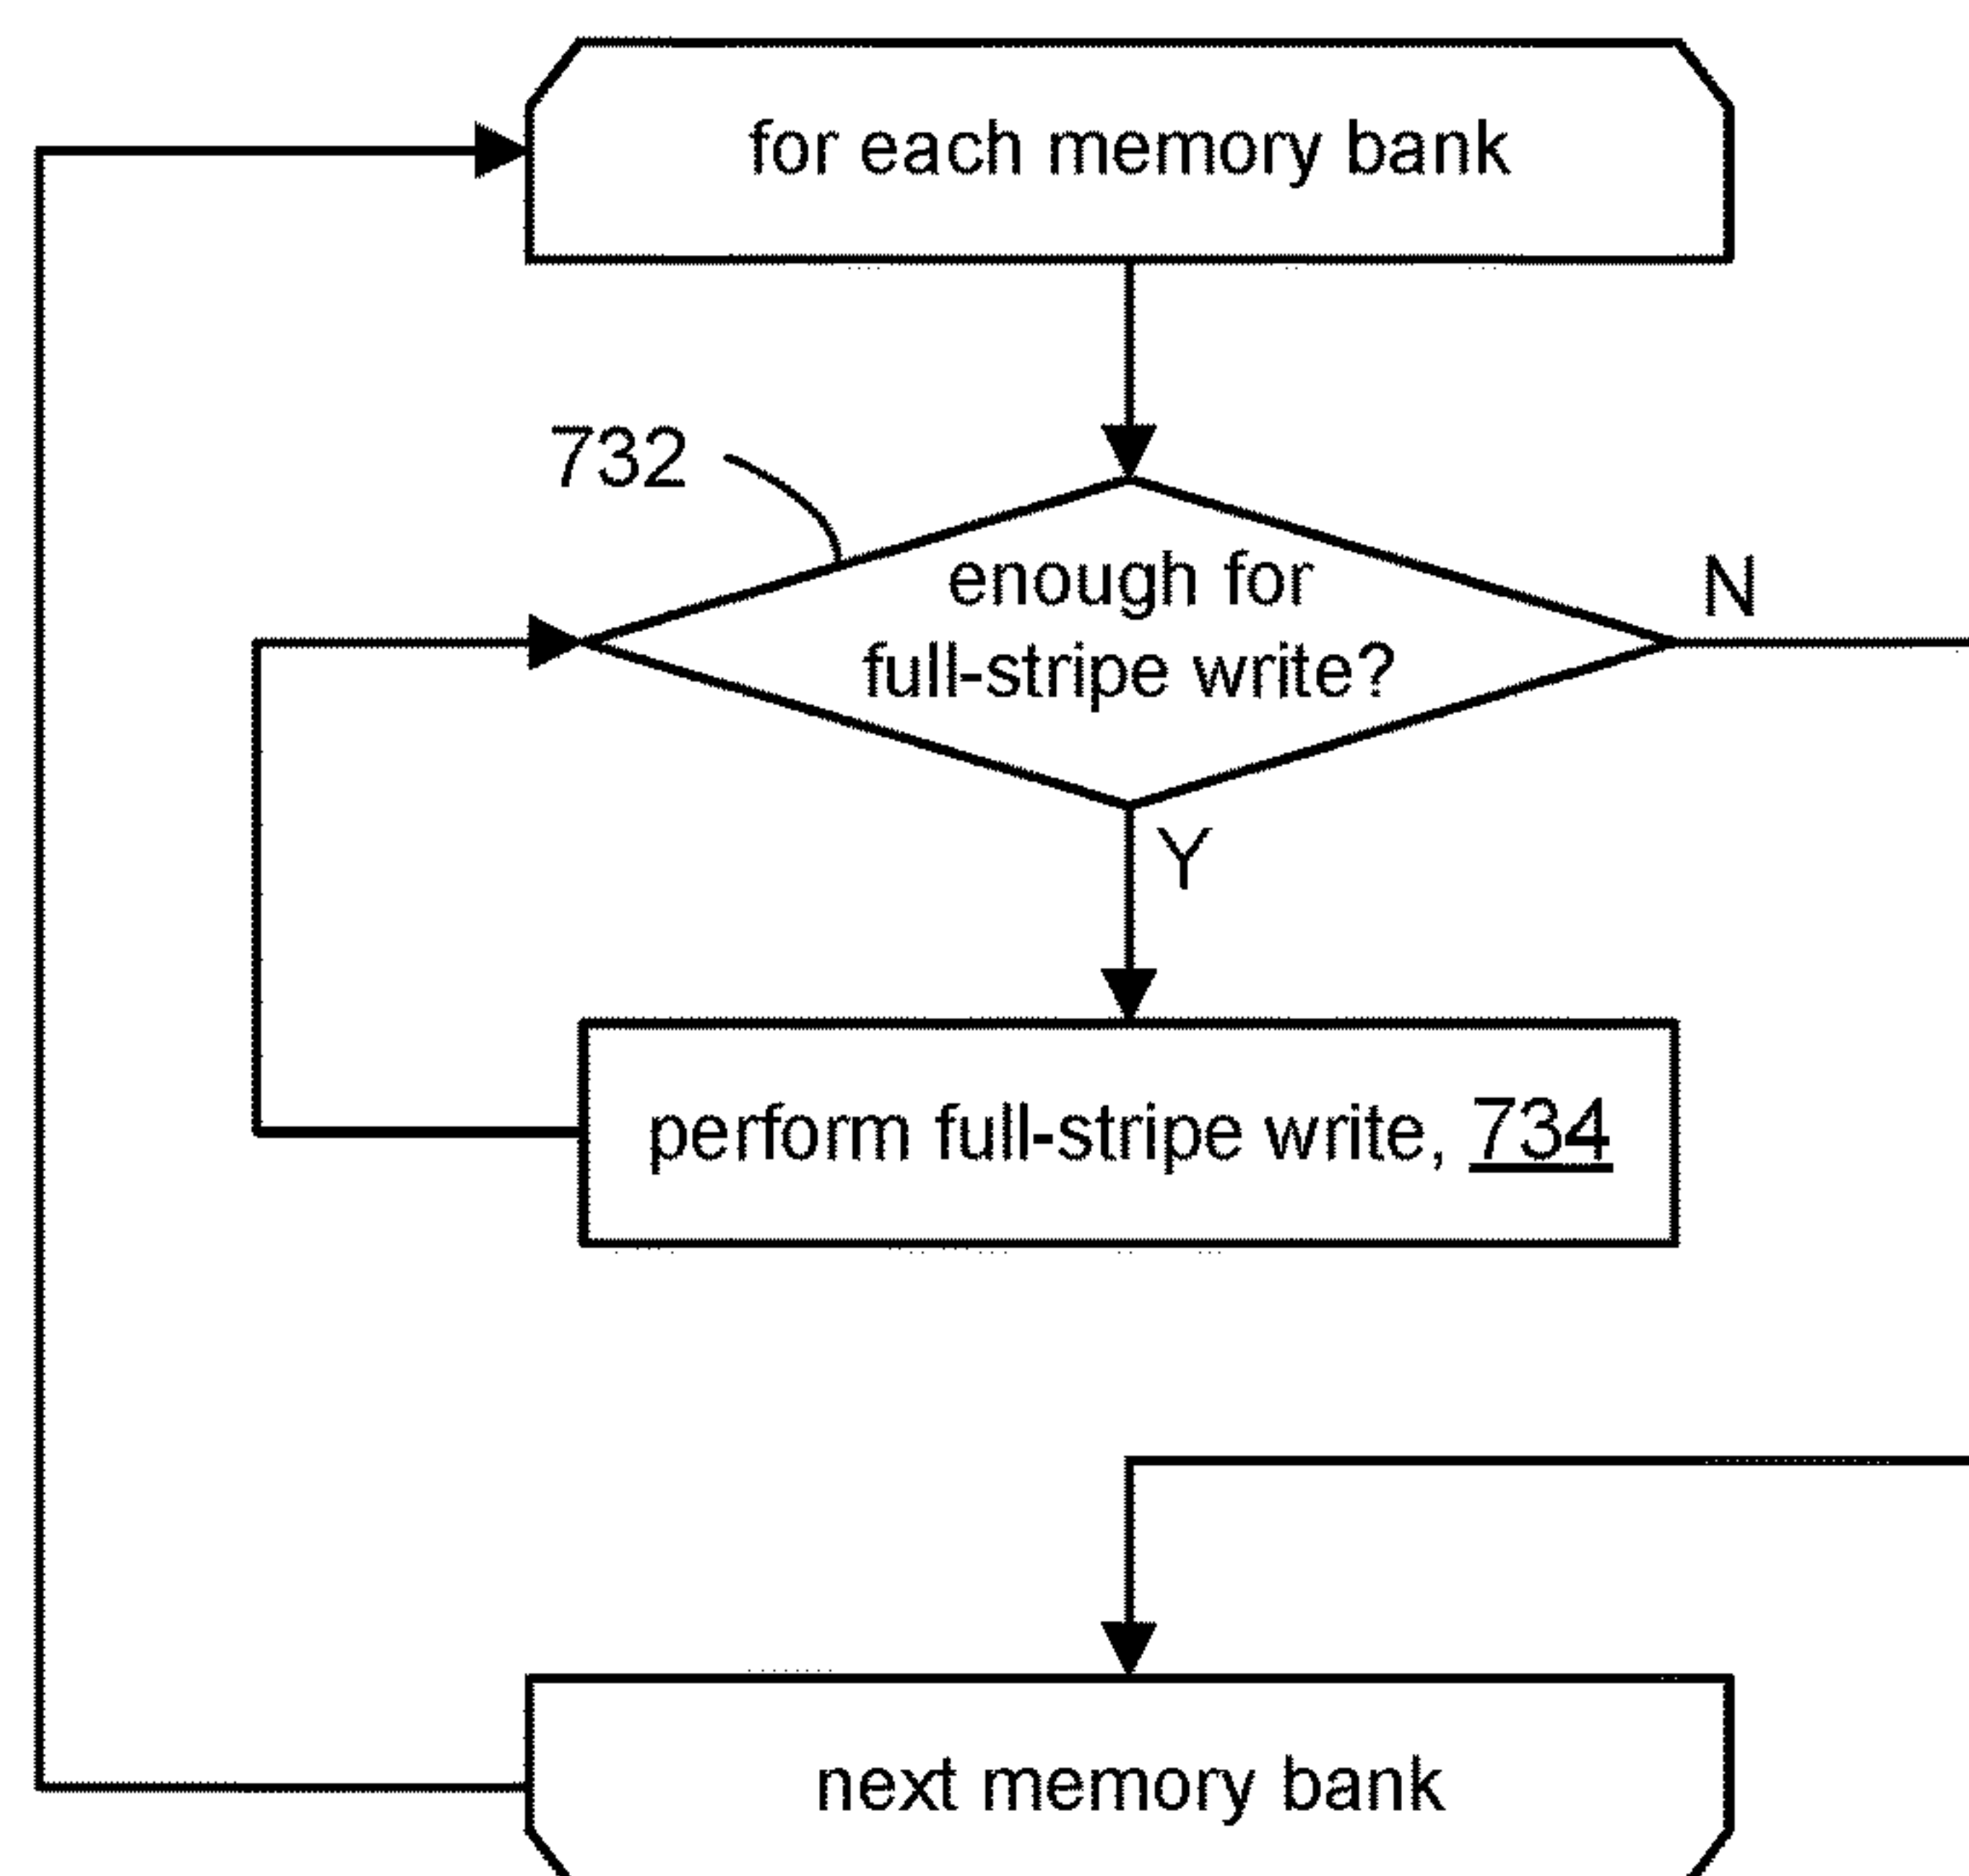 for each memory bank
732
enough for
full-stripe write?
N
Y
perform full-stripe write, 734
next memory bank